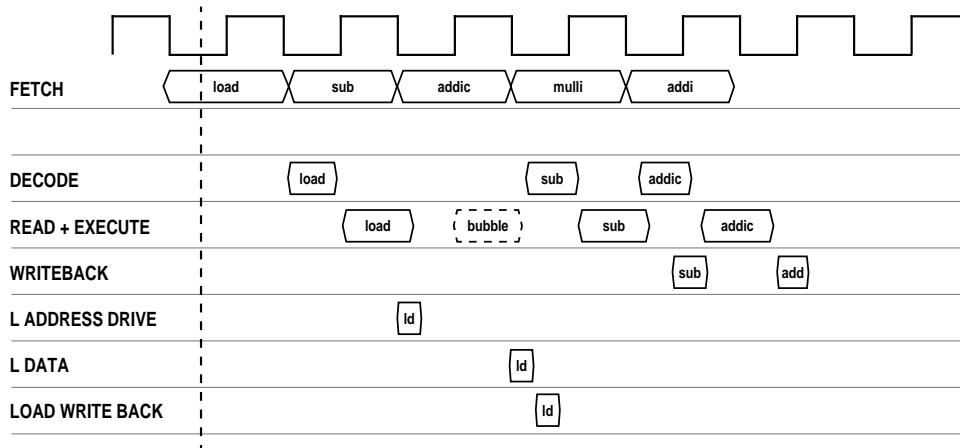 FETCH load sub addic mulli addi
DECODE load sub addic
READ + EXECUTE load bubble sub addic
WRITEBACK sub add
L ADDRESS DRIVE ld
L DATA ld
LOAD WRITE BACK ld